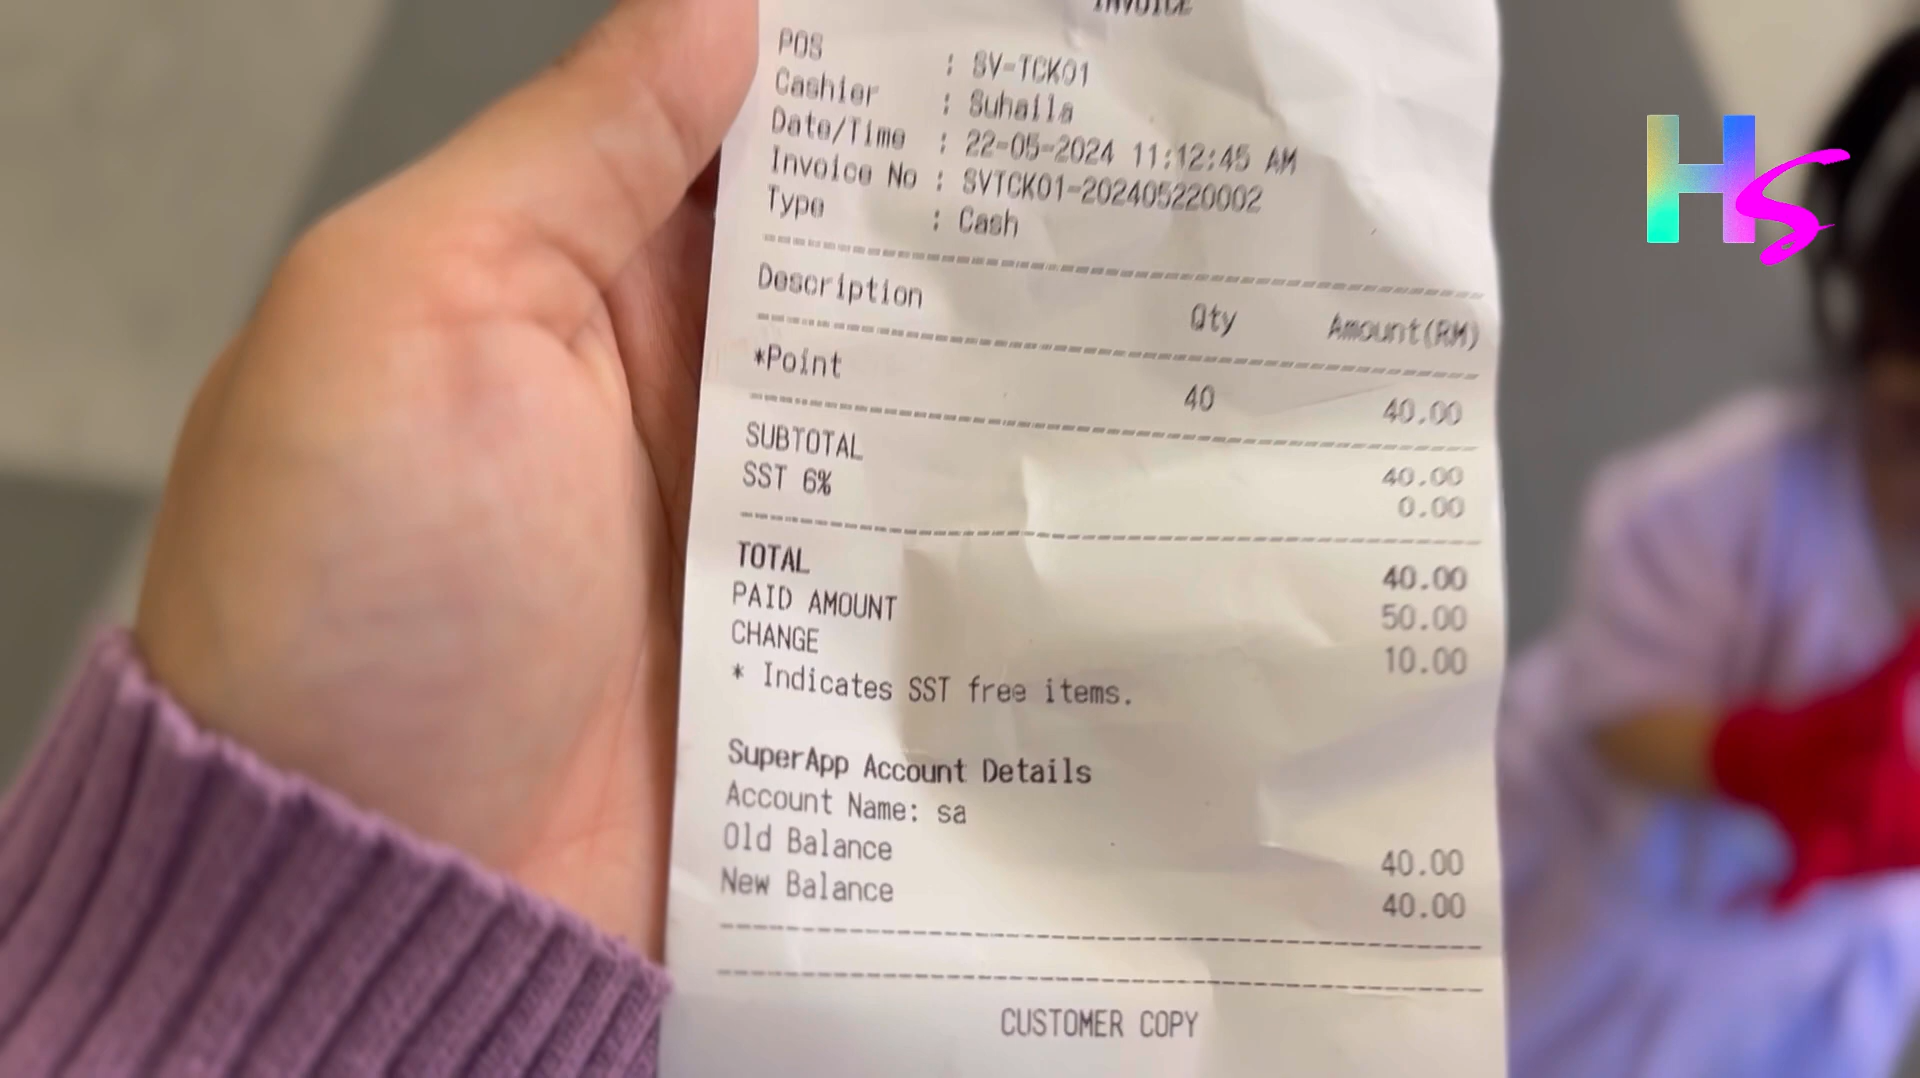 INVOICE
POS : SV-TCK01
Cashier : Suhaila
Date/Time : 22-05-2024 11:12:45 AM
Invoice No : SVTCK01-202405220002
Type : Cash
Description Qty Amount(RM)
*Point 40 40.00
SUBTOTAL 40.00
SST 6% 0.00
TOTAL 40.00
PAID AMOUNT 50.00
CHANGE 10.00
* Indicates SST free items.
SuperApp Account Details
Account Name: sa
Old Balance 40.00
New Balance 40.00
CUSTOMER COPY
HS